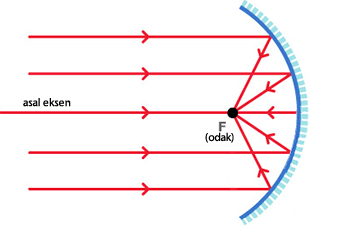 asal eksen
F
(odak)